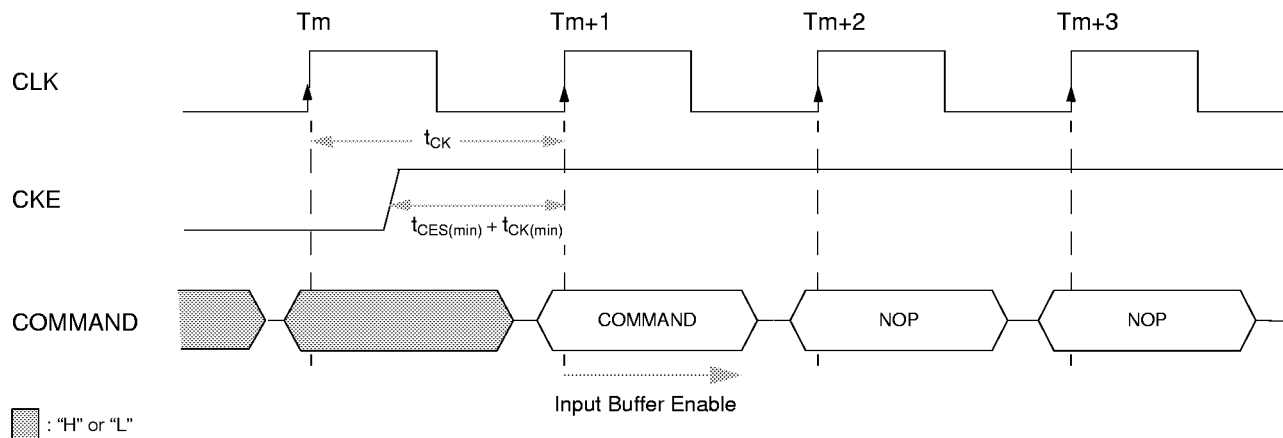 Tm Tm+1 Tm+2 Tm+3
CLK
tCK
CKE
tCES(min) + tCK(min)
COMMAND COMMAND NOP NOP
Input Buffer Enable
: “H” or “L”